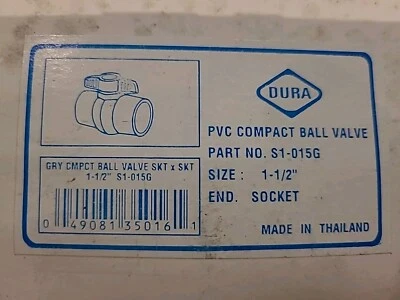 DURA
PVC COMPACT BALL VALVE
PART NO. S1-015G
SIZE : 1-1/2"
END. SOCKET
MADE IN THAILAND
GRY CMPCT BALL VALVE SKT x SKT
1-1/2" S1-015G
0 49081 35016 1